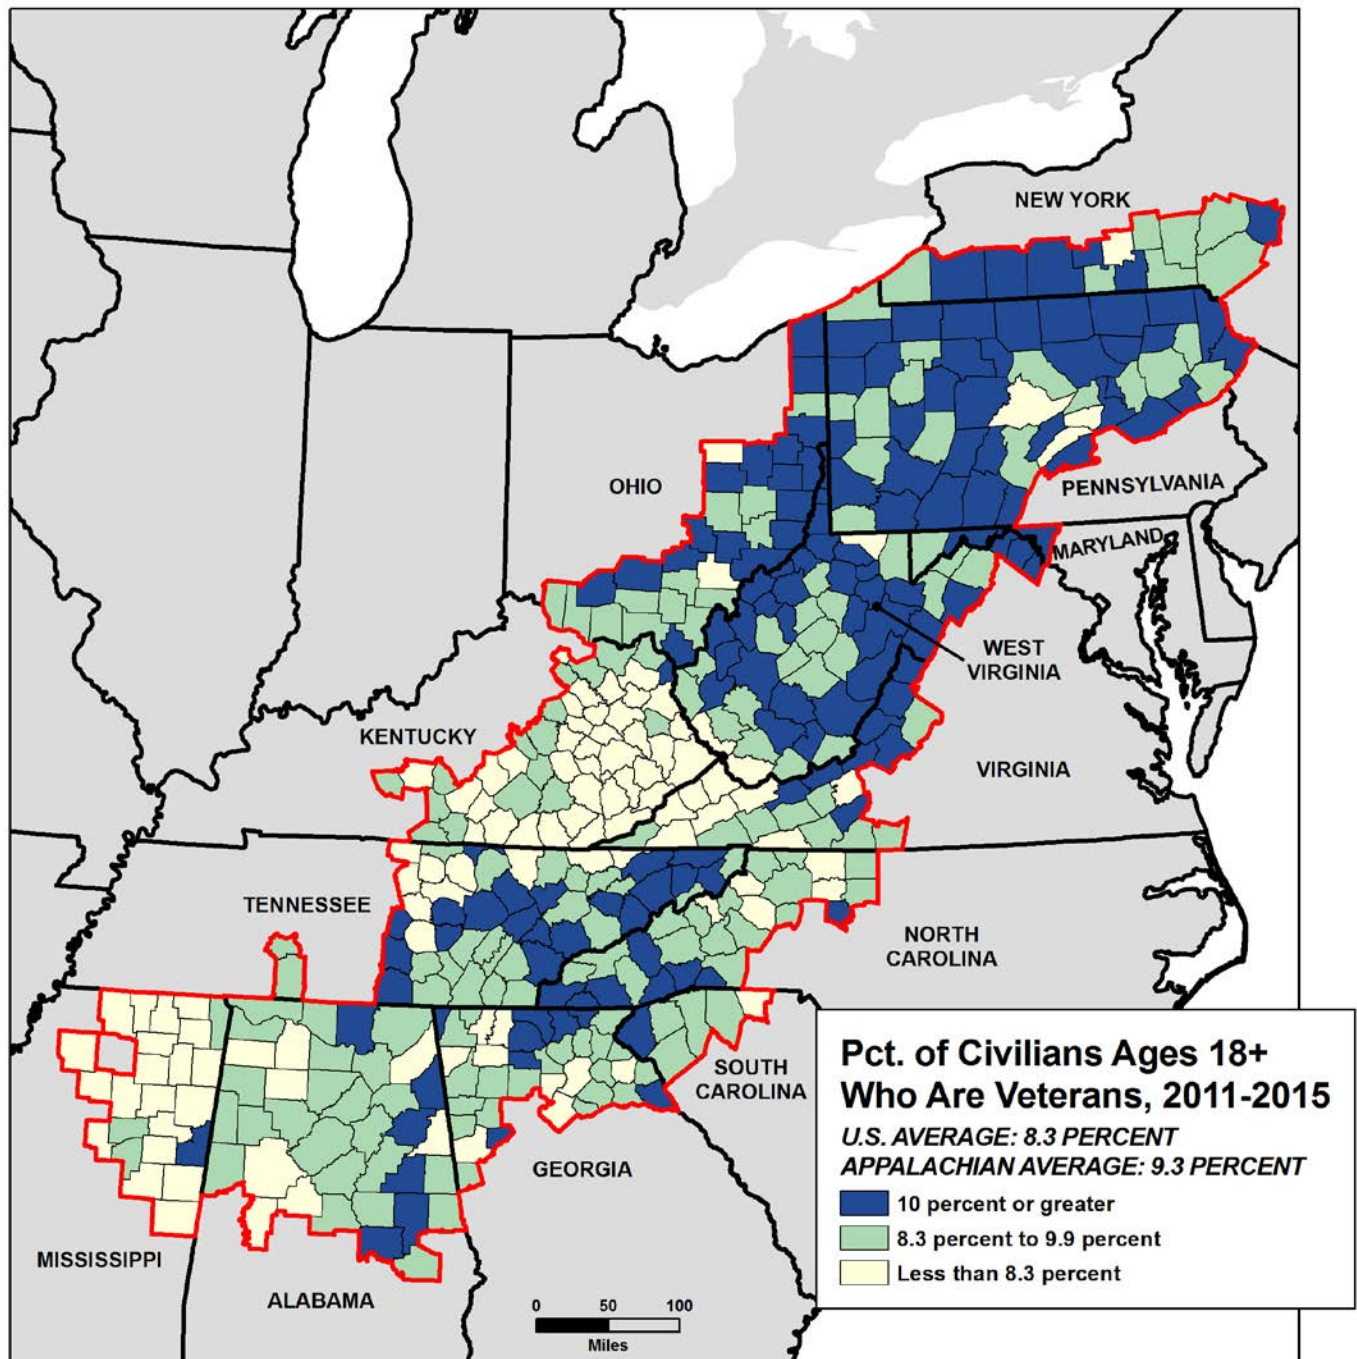 NEW YORK
OHIO
PENNSYLVANIA
MARYLAND
WEST
VIRGINIA
KENTUCKY
VIRGINIA
TENNESSEE
NORTH
CAROLINA
SOUTH
CAROLINA
GEORGIA
MISSISSIPPI
ALABAMA
0 50 100
Miles
Pct. of Civilians Ages 18+
Who Are Veterans, 2011-2015
U.S. AVERAGE: 8.3 PERCENT
APPALACHIAN AVERAGE: 9.3 PERCENT
10 percent or greater
8.3 percent to 9.9 percent
Less than 8.3 percent